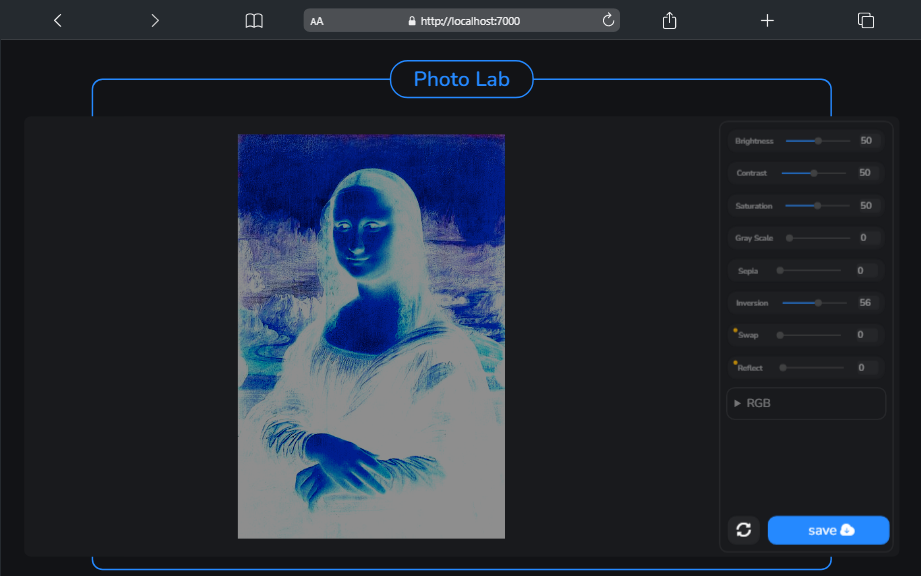 AA http://localhost:7000
Photo Lab
Brightness 50
Contrast 50
Saturation 50
Gray Scale 0
Sepia 0
Inversion 56
Swap 0
Reflect 0
RGB
save